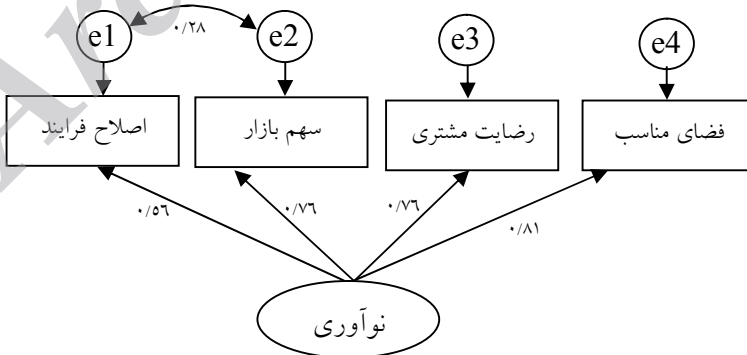 e1
e2
e3
e4
۰/۲۸
اصلاح فرایند
سهم بازار
رضایت مشتری
فضای مناسب
۰/۵۶
۰/۷۶
۰/۷۶
۰/۸۱
نوآوری